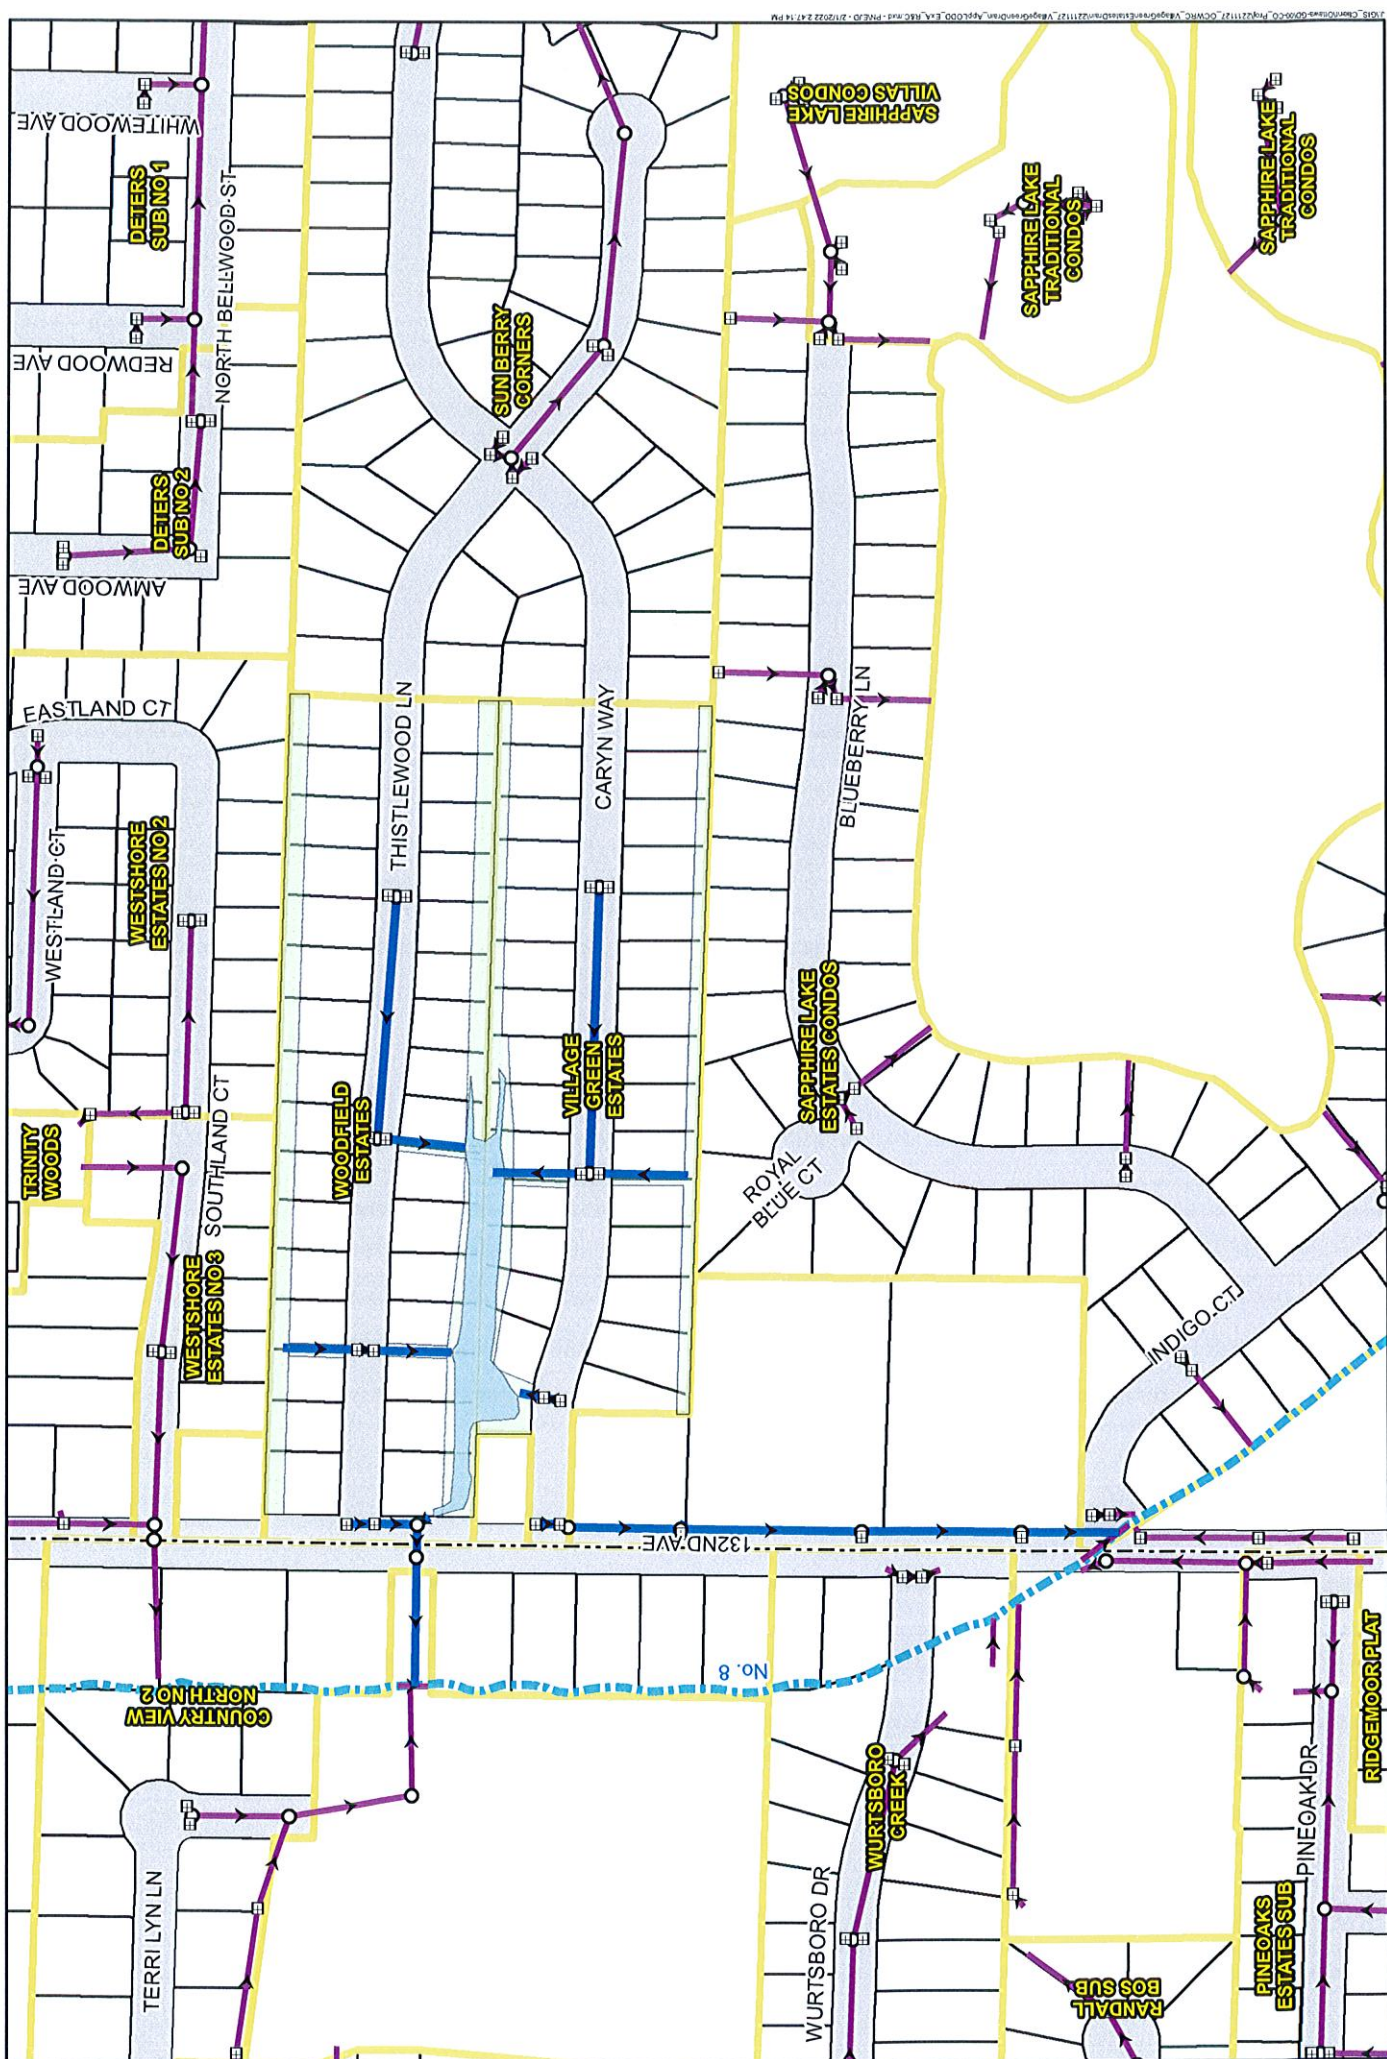 WHITEWOOD AVE
DETERS
SUB NO 1
NORTH BELLWOOD ST
REDWOOD AVE
DETERS
SUB NO 2
AMWOOD AVE
SUN BERRY
CORNERS
SAPPHIRE LAKE
VILLAS CONDOS
SAPPHIRE LAKE
TRADITIONAL
CONDOS
SAPPHIRE LAKE
TRADITIONAL
CONDOS
EASTLAND CT
WESTLAND CT
WESTSHORE
ESTATES NO 2
THISTLEWOOD LN
CARYN WAY
BLUEBERRY LN
TRINITY
WOODS
SOUTHLAND CT
WESTSHORE
ESTATES NO 3
WOODFIELD
ESTATES
VILLAGE
GREEN
ESTATES
SAPPHIRE LAKE
ESTATES CONDOS
ROYAL
BLUE CT
INDIGO CT
132ND AVE
No. 8
COUNTRY VIEW
NORTH NO 2
TERRI LYN LN
WURTSBORO
CREEK
WURTSBORO DR
RANDALL
BOS SUB
PINEOAKS
ESTATES SUB
PINEOAK DR
RIDGEMOOR PLAT